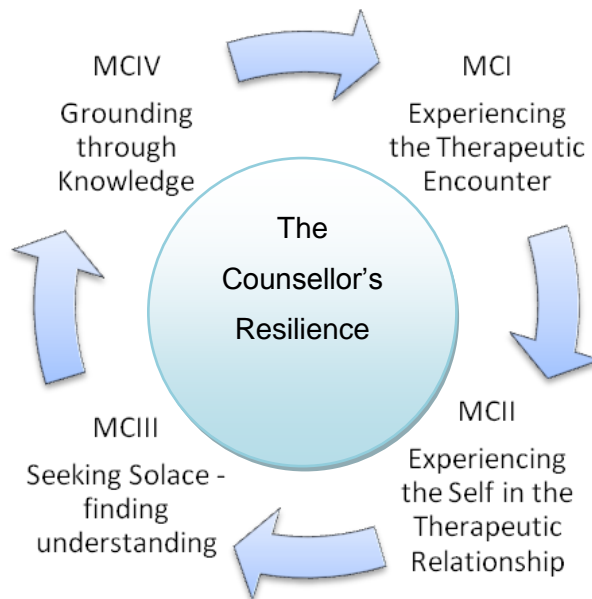 MCIV
Grounding
through
Knowledge
MCI
Experiencing
the Therapeutic
Encounter
The
Counsellor’s
Resilience
MCIII
Seeking Solace -
finding
understanding
MCII
Experiencing
the Self in the
Therapeutic
Relationship